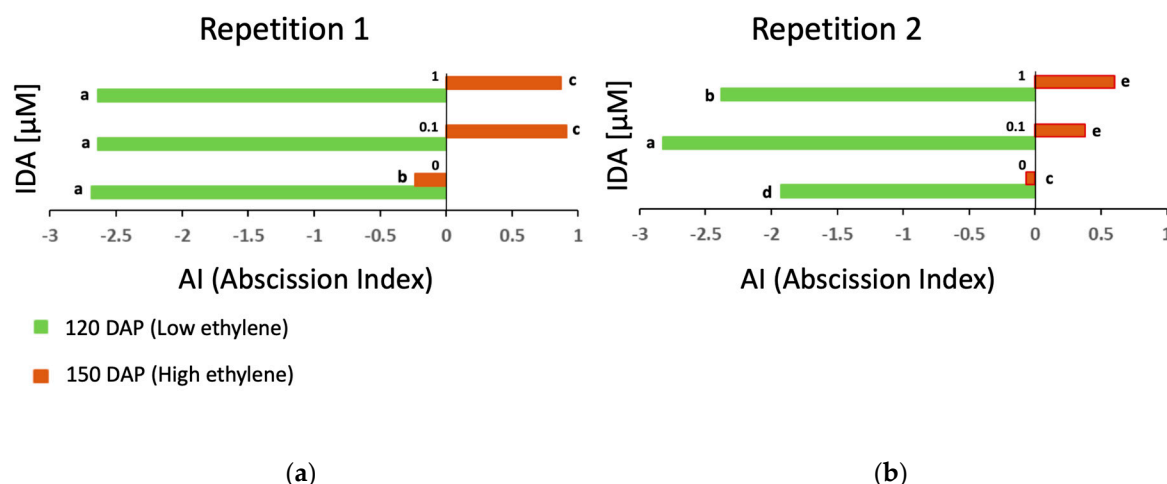 Repetition 1
IDA [µM]
a
1
c
a
0.1
c
a
b
0
-3 -2.5 -2 -1.5 -1 -0.5 0 0.5 1
AI (Abscission Index)
120 DAP (Low ethylene)
150 DAP (High ethylene)
(a)
Repetition 2
IDA [µM]
b
1
e
a
0.1
e
0
c
d
-3 -2.5 -2 -1.5 -1 -0.5 0 0.5 1
AI (Abscission Index)
(b)